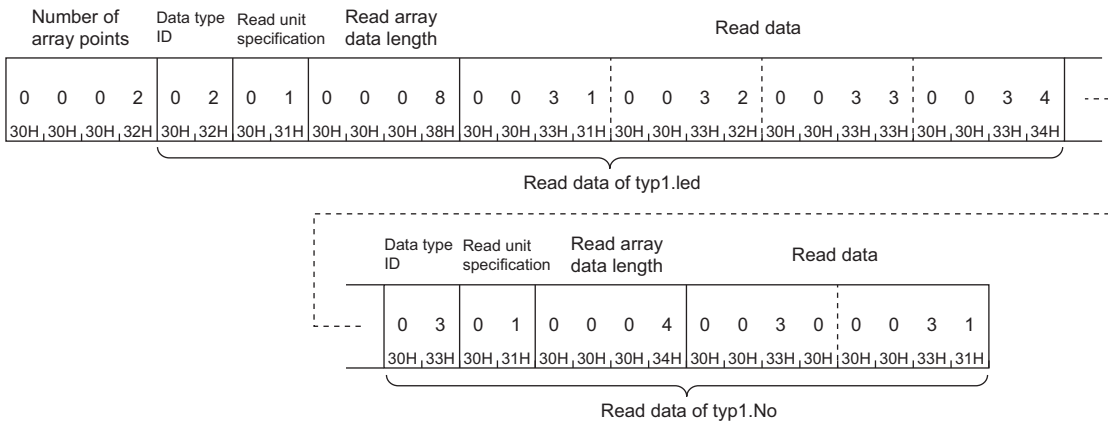 Number of array points
Data type ID
Read unit specification
Read array data length
Read data
0 0 0 2 0 2 0 1 0 0 0 8 0 0 3 1 0 0 3 2 0 0 3 3 0 0 3 4
30H 30H 30H 32H 30H 32H 30H 31H 30H 30H 30H 38H 30H 30H 33H 31H 30H 30H 33H 32H 30H 30H 33H 33H 30H 30H 33H 34H
Read data of typ1.led
Data type ID
Read unit specification
Read array data length
Read data
0 3 0 1 0 0 0 4 0 0 3 0 0 0 3 1
30H 33H 30H 31H 30H 30H 30H 34H 30H 30H 33H 30H 30H 30H 33H 31H
Read data of typ1.No